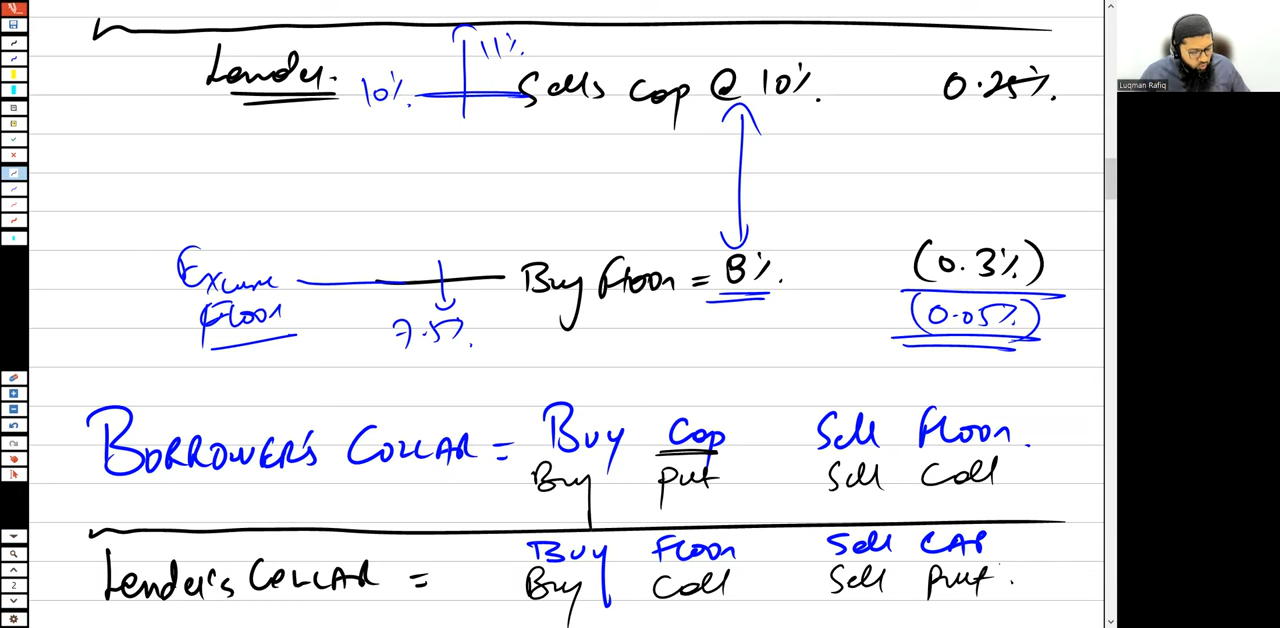 11%
Lender. 10%. Sells Cap @ 10%. 0.25%.
Excersie Floor Buy Floor = 8%. (0.3%)
7.5%. (0.05%)
BORROWER'S COLLAR = Buy Cap Sell Floor.
Buy put Sell Call
Buy Floor Sell CAP
Lender's COLLAR = Buy Call Sell Put.
Luqman Rafiq
2